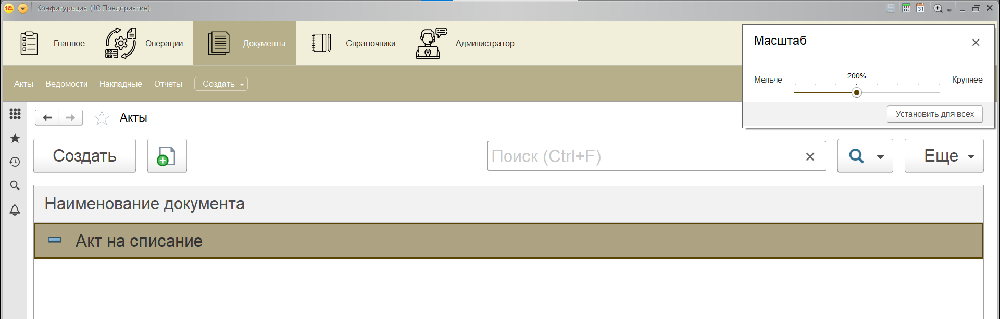 Конфигурация (1С:Предприятие)
31
Главное
Операции
Документы
Справочники
Администратор
Акты
Ведомости
Накладные
Отчеты
Создать
Масштаб
Мельче
200%
Крупнее
Установить для всех
Акты
Создать
Поиск (Ctrl+F)
Еще
Наименование документа
Акт на списание